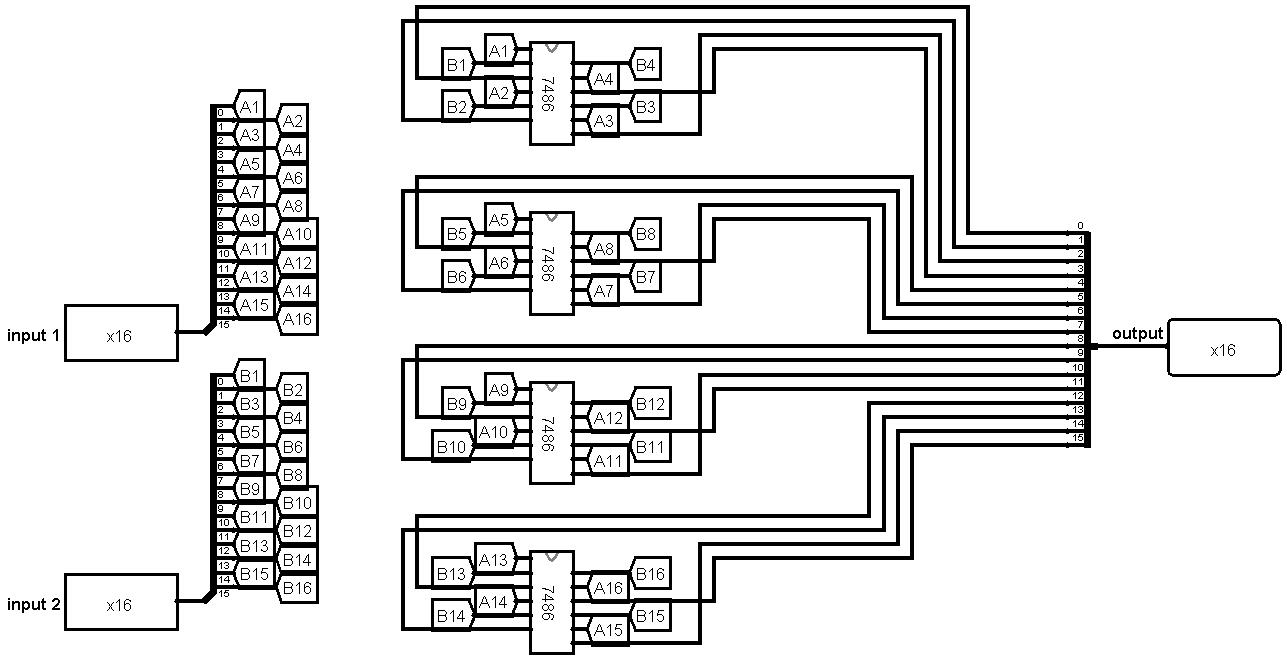 input 1
x16
0
1
2
3
4
5
6
7
8
9
10
11
12
13
14
15
A1
A2
A3
A4
A5
A6
A7
A8
A9
A10
A11
A12
A13
A14
A15
A16
input 2
x16
0
1
2
3
4
5
6
7
8
9
10
11
12
13
14
15
B1
B2
B3
B4
B5
B6
B7
B8
B9
B10
B11
B12
B13
B14
B15
B16
A1
B1
A2
B2
7486
B4
A4
B3
A3
A5
B5
A6
B6
7486
B8
A8
B7
A7
A9
B9
A10
B10
7486
B12
A12
B11
A11
A13
B13
A14
B14
7486
B16
A16
B15
A15
0
1
2
3
4
5
6
7
8
9
10
11
12
13
14
15
output
x16